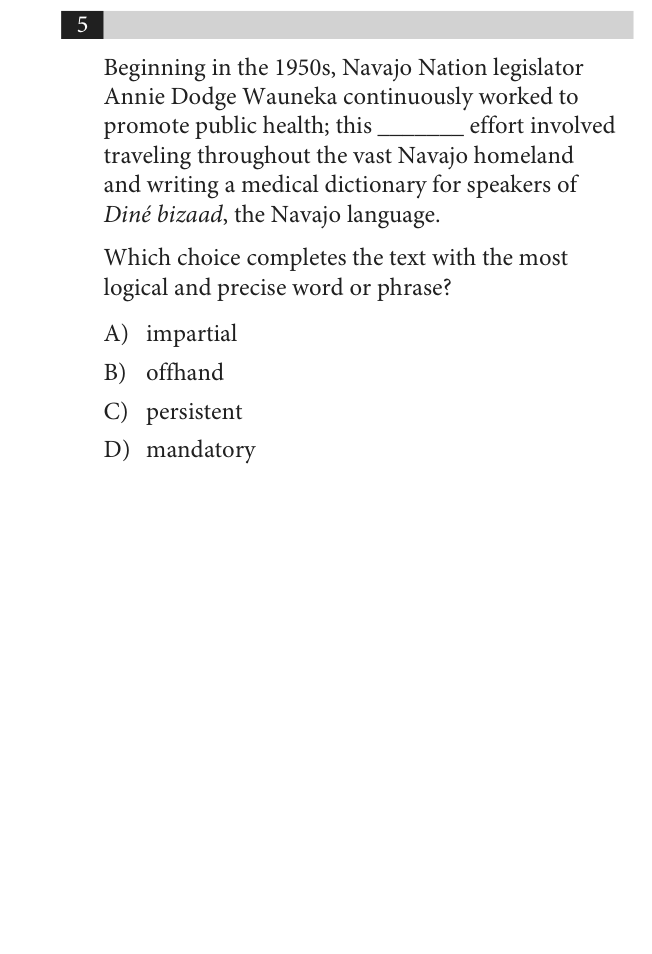 5
Beginning in the 1950s, Navajo Nation legislator
Annie Dodge Wauneka continuously worked to
promote public health; this _______ effort involved
traveling throughout the vast Navajo homeland
and writing a medical dictionary for speakers of
Diné bizaad, the Navajo language.
Which choice completes the text with the most
logical and precise word or phrase?
A) impartial
B) offhand
C) persistent
D) mandatory